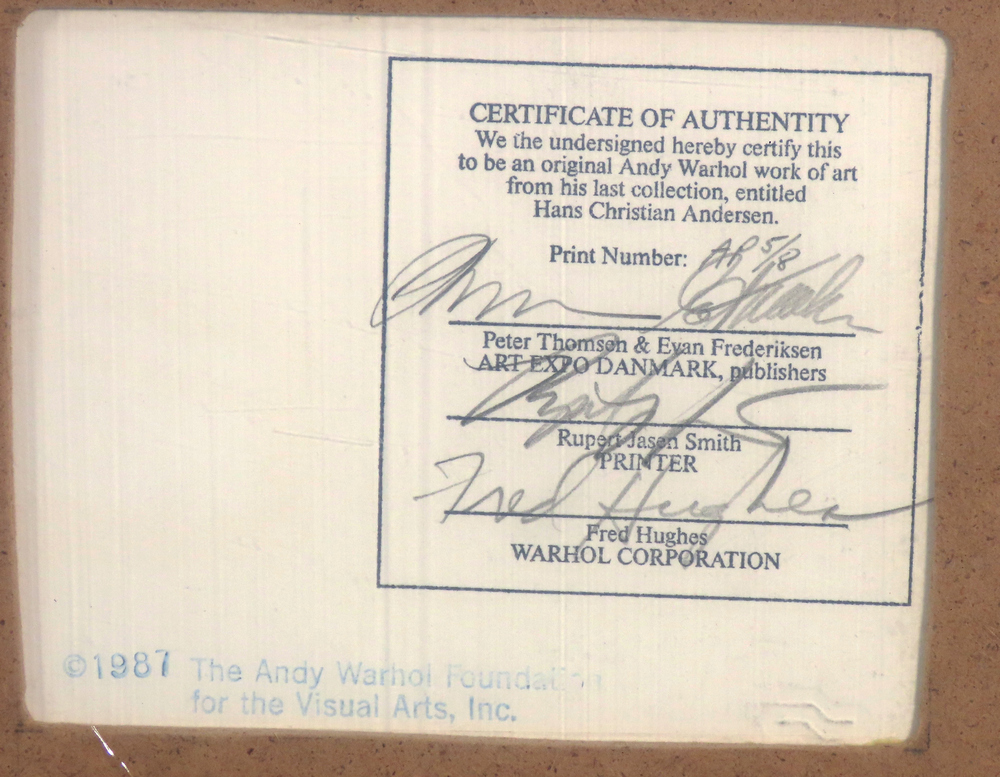 CERTIFICATE OF AUTHENTITY
We the undersigned hereby certify this
to be an original Andy Warhol work of art
from his last collection, entitled
Hans Christian Andersen.
Print Number: AP 5/8
Peter Thomsen & Evan Frederiksen
ART EXPO DANMARK, publishers
Rupert Jasen Smith
PRINTER
Fred Hughes
Fred Hughes
WARHOL CORPORATION
©1987 The Andy Warhol Foundation
for the Visual Arts, Inc.